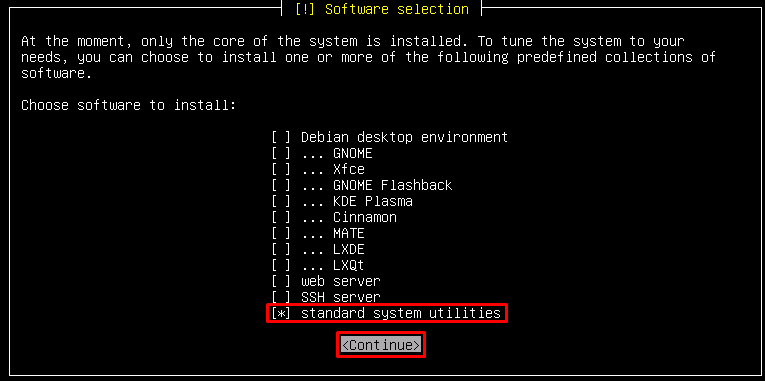 [!] Software selection
At the moment, only the core of the system is installed. To tune the system to your
needs, you can choose to install one or more of the following predefined collections of
software.
Choose software to install:
[ ] Debian desktop environment
[ ] ... GNOME
[ ] ... Xfce
[ ] ... GNOME Flashback
[ ] ... KDE Plasma
[ ] ... Cinnamon
[ ] ... MATE
[ ] ... LXDE
[ ] ... LXQt
[ ] web server
[ ] SSH server
[*] standard system utilities
<Continue>